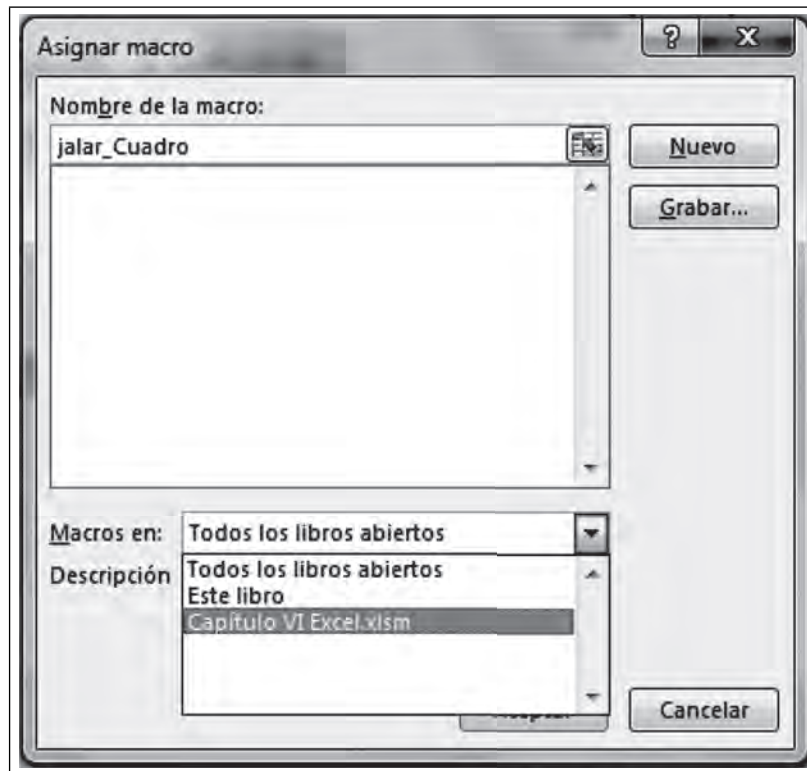 Asignar macro
Nombre de la macro:
jalar_Cuadro
Nuevo
Grabar...
Macros en:
Todos los libros abiertos
Descripción
Todos los libros abiertos
Este libro
Capítulo VI Excel.xlsm
Cancelar